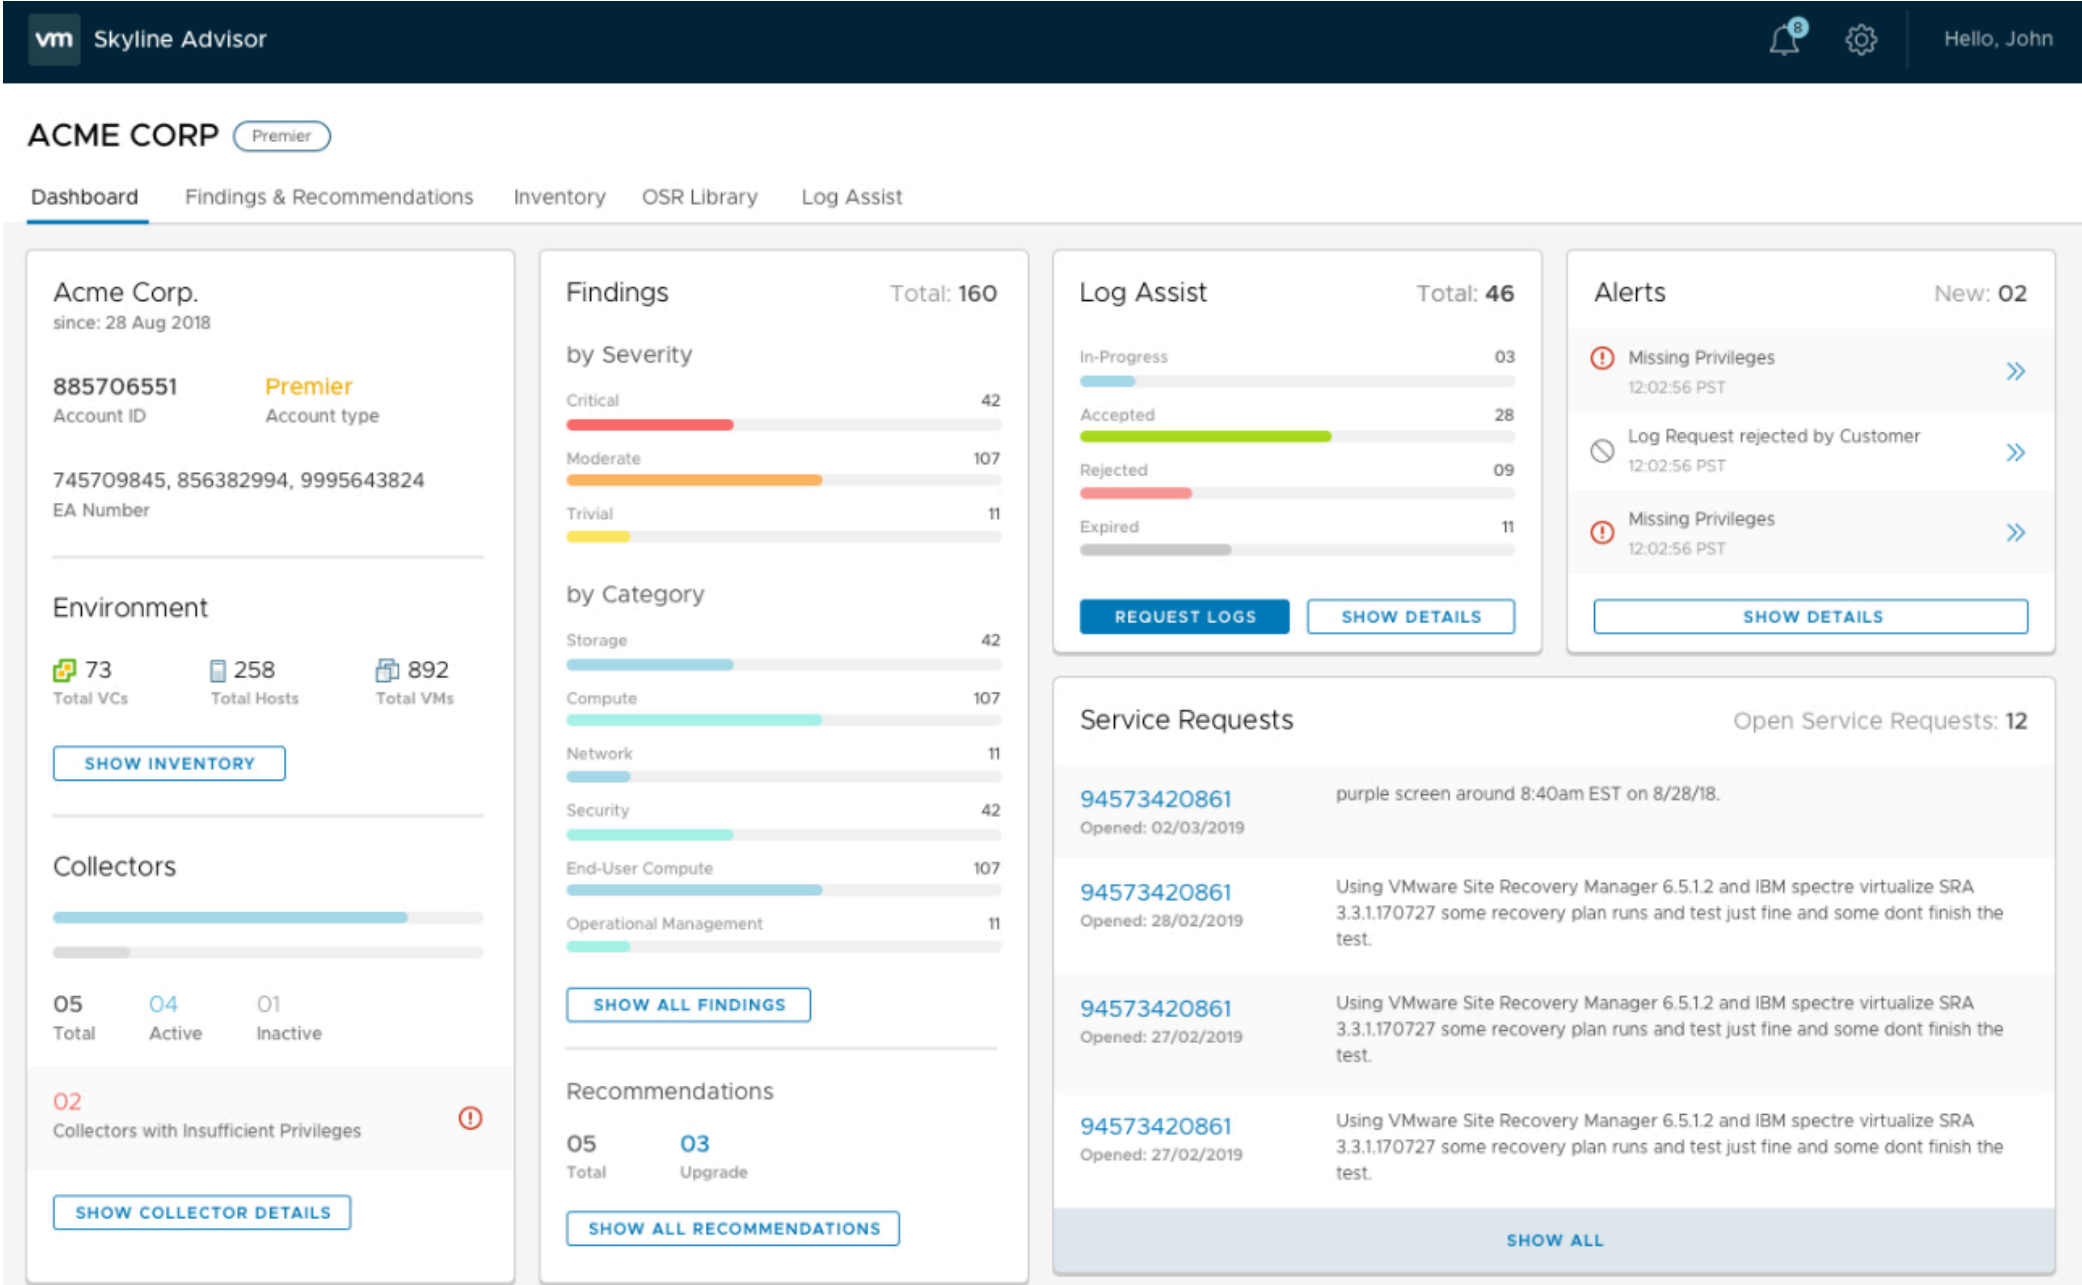 vm Skyline Advisor
8
Hello, John
ACME CORP Premier
Dashboard Findings & Recommendations Inventory OSR Library Log Assist
Acme Corp.
since: 28 Aug 2018
885706551 Premier
Account ID Account type
745709845, 856382994, 9995643824
EA Number
Environment
73 258 892
Total VCs Total Hosts Total VMs
SHOW INVENTORY
Collectors
05 04 01
Total Active Inactive
02
Collectors with Insufficient Privileges
SHOW COLLECTOR DETAILS
Findings Total: 160
by Severity
Critical 42
Moderate 107
Trivial 11
by Category
Storage 42
Compute 107
Network 11
Security 42
End-User Compute 107
Operational Management 11
SHOW ALL FINDINGS
Recommendations
05 03
Total Upgrade
SHOW ALL RECOMMENDATIONS
Log Assist Total: 46
In-Progress 03
Accepted 28
Rejected 09
Expired 11
REQUEST LOGS SHOW DETAILS
Alerts New: 02
Missing Privileges
12:02:56 PST
Log Request rejected by Customer
12:02:56 PST
Missing Privileges
12:02:56 PST
SHOW DETAILS
Service Requests Open Service Requests: 12
94573420861 purple screen around 8:40am EST on 8/28/18.
Opened: 02/03/2019
94573420861 Using VMware Site Recovery Manager 6.5.1.2 and IBM spectre virtualize SRA
Opened: 28/02/2019 3.3.1.170727 some recovery plan runs and test just fine and some dont finish the
test.
94573420861 Using VMware Site Recovery Manager 6.5.1.2 and IBM spectre virtualize SRA
Opened: 27/02/2019 3.3.1.170727 some recovery plan runs and test just fine and some dont finish the
test.
94573420861 Using VMware Site Recovery Manager 6.5.1.2 and IBM spectre virtualize SRA
Opened: 27/02/2019 3.3.1.170727 some recovery plan runs and test just fine and some dont finish the
test.
SHOW ALL